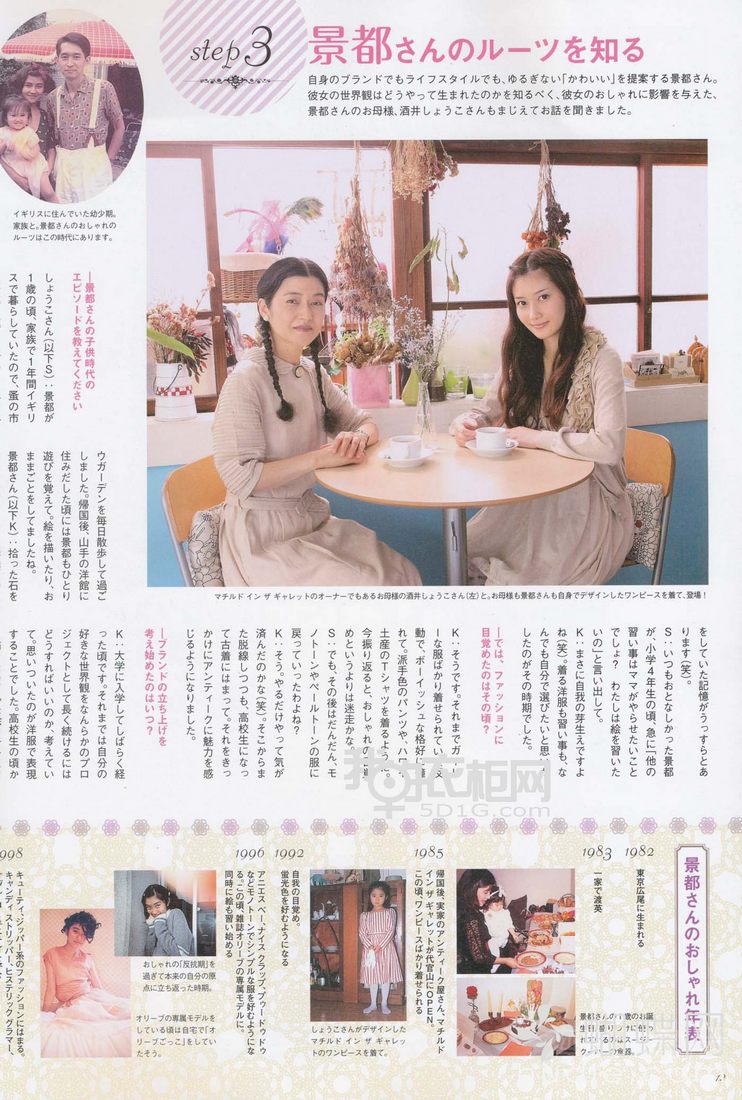 step 3
景都さんのルーツを知る
自身のブランドでもライフスタイルでも、ゆるぎない「かわいい」を提案する景都さん。
彼女の世界観はどうやって生まれたのかを知るべく、彼女のおしゃれに影響を与えた、
景都さんのお母様、酒井しょうこさんもまじえてお話を聞きました。
イギリスに住んでいた幼少期。
家族と。景都さんのおしゃれの
ルーツはこの時代にあります。
マチルド イン ザ ギャレットのオーナーでもあるお母様の酒井しょうこさん(左)と。お母様も景都さんも自身でデザインしたワンピースを着て、登場!
―景都さんの子供時代の
エピソードを教えてください
しょうこさん(以下S):景都が
1歳の頃、家族で1年間イギリ
スで暮らしていたので、蚤の市
ウガーデンを毎日散歩して過ご
しました。帰国後、山手の洋館に
住みだした頃には景都もひとり
遊びを覚えて。絵を描いたり、お
ままごとをしてましたね。
景都さん(以下K):拾った石を
をしていた記憶がうっすらとあ
ります(笑)。
S:いつもおとなしかった景都
が、小学4年生の頃、急に「他の
習い事はママがやらせたいこと
でしょ? わたしは絵を習いた
いの」と言い出して。
K:まさに自我の芽生えですよ
ね(笑)。着る洋服も習い事も、な
んでも自分で選びたいと思い出
したのがその時期でした。
―では、ファッションに
目覚めたのはその頃?
K:そうです。それまでガーリ
ーな服ばかり着せられていた反
動で、ボーイッシュな格好に憧
れて。派手色のパンツや、ハワイ
土産のTシャツを着るように。
今振り返ると、おしゃれの目覚
めというよりは迷走かな。
S:でも、その後はだんだん、モ
ノトーンやペールトーンの服に
戻っていったわよね?
K:そう。やるだけやって気が
済んだのかな(笑)。そこからま
た脱線しつつも、高校生になっ
て古着にはまって。それをきっ
かけにアンティークに魅力を感
じるようになりました。
―ブランドの立ち上げを
考え始めたのはいつ?
K:大学に入学してしばらく経
った頃です。それまでは自分の
好きな世界観をなんらかのプロ
ジェクトとして長く続けるには
どうすればいいのか、考えてい
て。思いついたのが洋服で表現
することでした。高校生の頃か
我的衣柜网
5D1G.COM
景都さんのおしゃれ年表
1982
東京広尾に生まれる
1983
一家で渡英
1985
帰国後、実家のアンティーク屋さん、マチルド
イン ザ ギャレットが代官山にOPEN。
この頃、ワンピースばかり着せられる
しょうこさんがデザインした
マチルド イン ザ ギャレット
のワンピースを着て。
1992
自我の目覚め。
蛍光色を好むようになる
1996
アニエス ベー、ナイスクラップ、プゥードゥドゥ
などモノトーンでシンプルな服を好むようにな
る。この頃、雑誌オリーブの専属モデルに。
同時に絵も習い始める
おしゃれの「反抗期」を
過ぎて本来の自分の原
点に立ち返った時期。
オリーブの専属モデルを
している頃は自宅で「オ
リーブごっこ」をしてい
たそう。
1998
キューティ、ジッパー系のファッションにはまる。
キャンディ ストリッパー、ヒステリック グラマー、